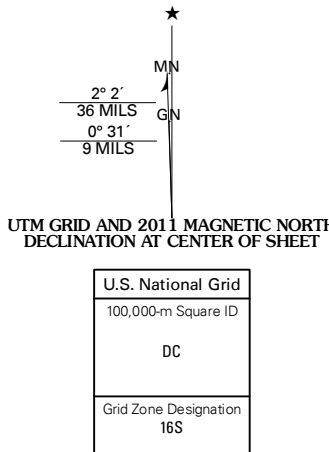 ★
MN
2° 2´
36 MILS
GN
0° 31´
9 MILS
UTM GRID AND 2011 MAGNETIC NORTH
DECLINATION AT CENTER OF SHEET
U.S. National Grid
100,000-m Square ID
DC
Grid Zone Designation
16S